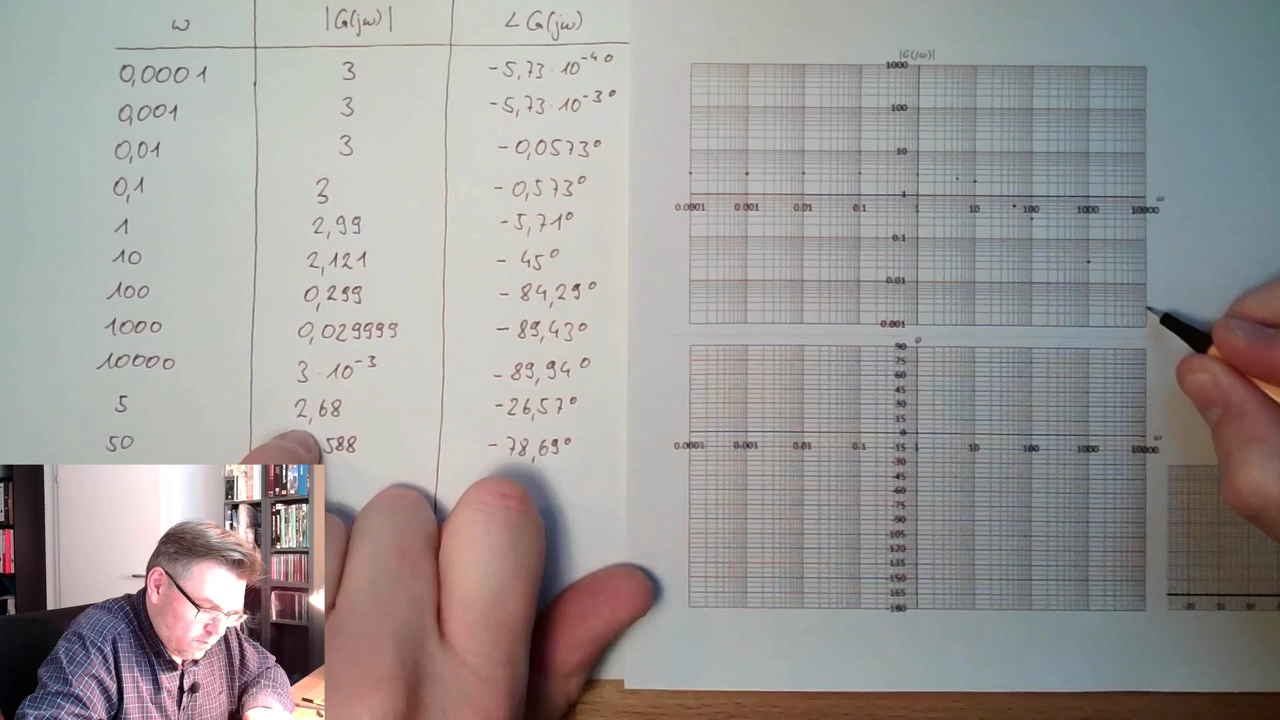 ω |G(jω)| ∠ G(jω)
0,0001 3 -5,73·10⁻⁴°
0,001 3 -5,73·10⁻³°
0,01 3 -0,0573°
0,1 3 -0,573°
1 2,99 -5,71°
10 2,121 -45°
100 0,299 -84,29°
1000 0,029999 -89,43°
10000 3·10⁻³ -89,94°
5 2,68 -26,57°
50 588 -78,69°
|G(jω)|
1000
100
10
1
ω
0.0001 0.001 0.01 0.1 1 10 100 1000 10000
0.1
0.01
0.001
φ
90
75
60
45
30
15
0
ω
0.0001 0.001 0.01 0.1 1 10 100 1000 10000
-15
-30
-45
-60
-75
-90
-105
-120
-135
-150
-165
-180